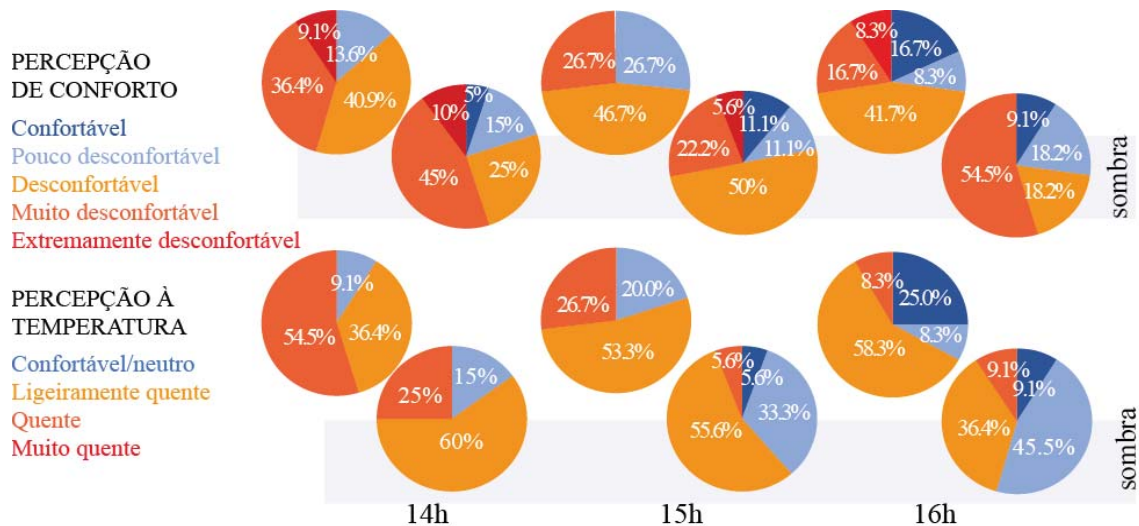 PERCEPÇÃO
DE CONFORTO
Confortável
Pouco desconfortável
Desconfortável
Muito desconfortável
Extremamente desconfortável
9.1%
13.6%
36.4%
40.9%
10%
5%
15%
45%
25%
26.7%
26.7%
46.7%
5.6%
11.1%
22.2%
11.1%
50%
8.3%
16.7%
16.7%
8.3%
41.7%
9.1%
18.2%
54.5%
18.2%
sombra
PERCEPÇÃO À
TEMPERATURA
Confortável/neutro
Ligeiramente quente
Quente
Muito quente
9.1%
54.5%
36.4%
25%
15%
60%
20.0%
26.7%
53.3%
5.6%
5.6%
33.3%
55.6%
8.3%
25.0%
8.3%
58.3%
9.1%
9.1%
36.4%
45.5%
sombra
14h
15h
16h